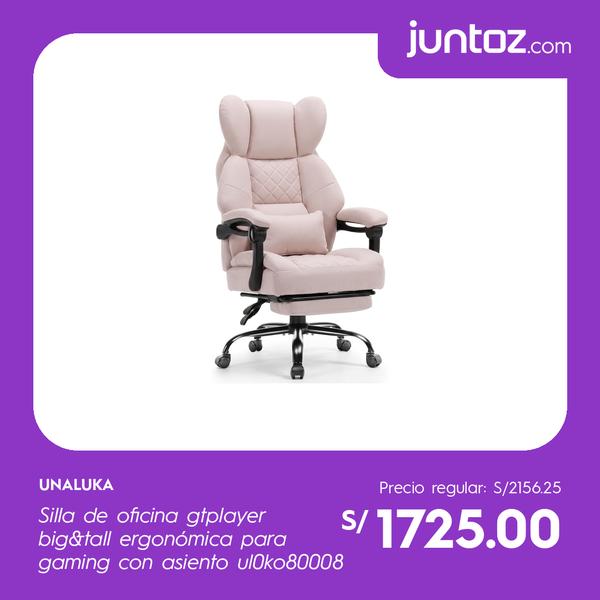 juntoz.com
UNALUKA
Silla de oficina gtplayer
big&tall ergonómica para
gaming con asiento ul0ko80008
Precio regular: S/2156.25
S/1725.00